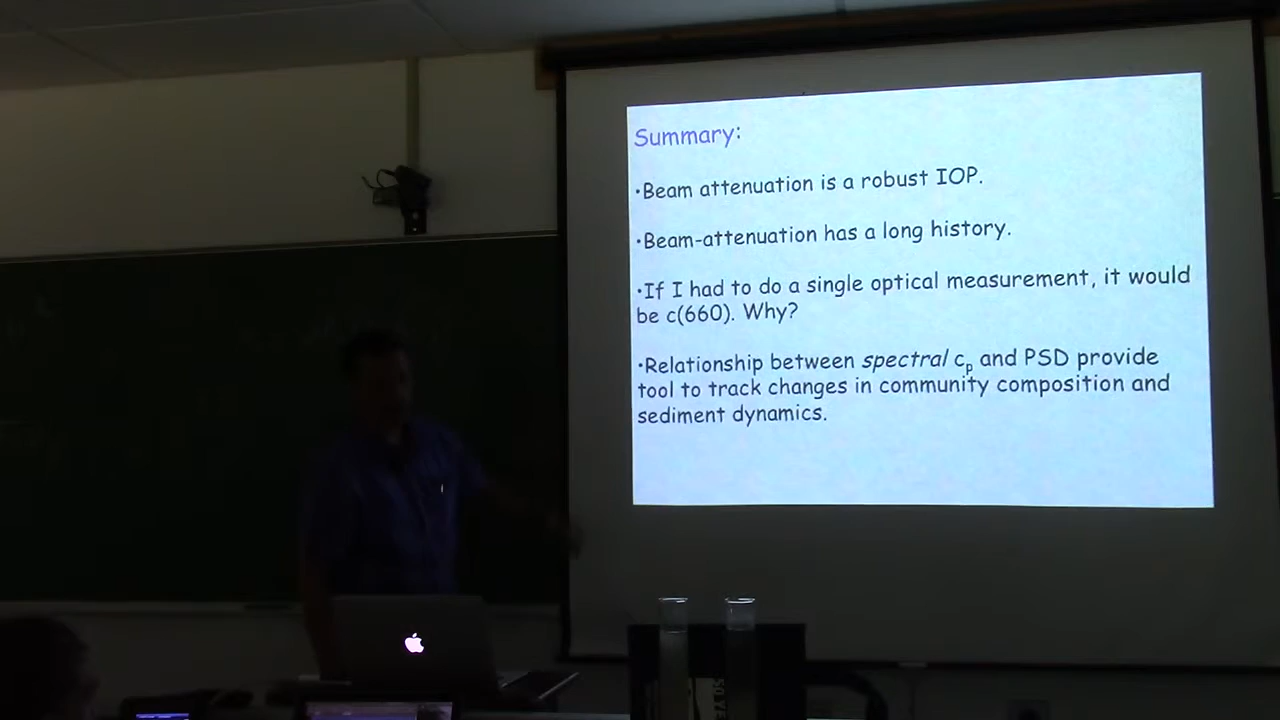 Summary:
•Beam attenuation is a robust IOP.
•Beam-attenuation has a long history.
•If I had to do a single optical measurement, it would
be c(660). Why?
•Relationship between spectral cp and PSD provide
tool to track changes in community composition and
sediment dynamics.